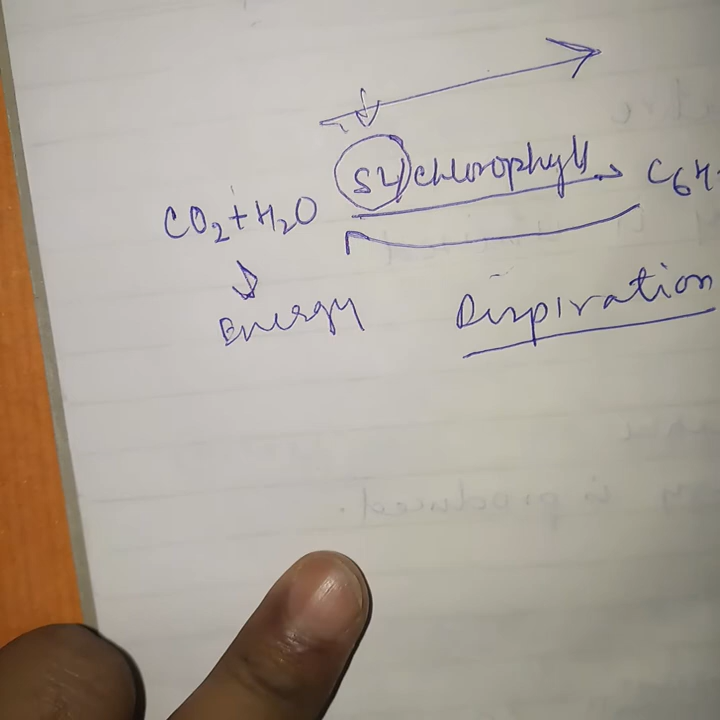 SL chlorophyll C6H
CO2 + H2O
Energy Respiration